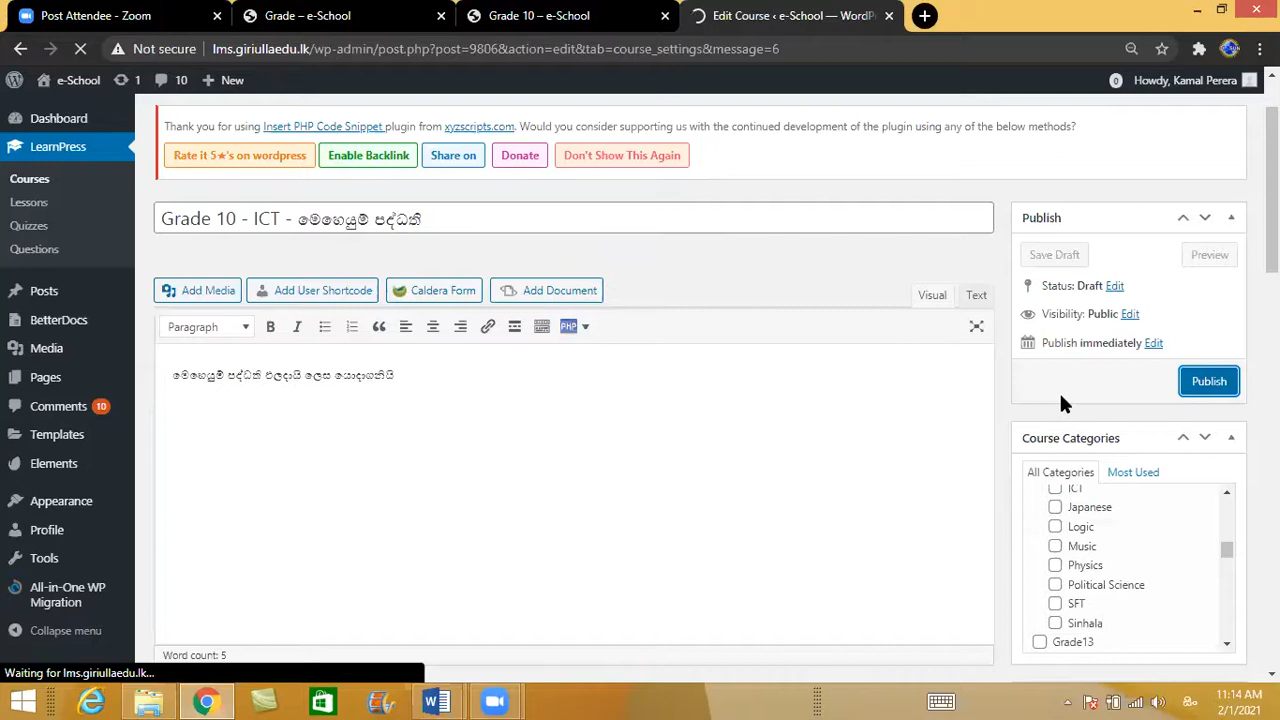 Post Attendee - Zoom
Grade – e-School
Grade 10 – e-School
Edit Course ‹ e-School — WordPr
Not secure lms.giriullaedu.lk/wp-admin/post.php?post=9806&action=edit&tab=course_settings&message=6
e-School 1 10 New 0 Howdy, Kamal Perera
Dashboard
LearnPress
Courses
Lessons
Quizzes
Questions
Posts
BetterDocs
Media
Pages
Comments 10
Templates
Elements
Appearance
Profile
Tools
All-in-One WP
Migration
Collapse menu
Thank you for using Insert PHP Code Snippet plugin from xyzscripts.com. Would you consider supporting us with the continued development of the plugin using any of the below methods?
Rate it 5★'s on wordpress Enable Backlink Share on Donate Don't Show This Again
Grade 10 - ICT - මෙහෙයුම් පද්ධති
Add Media Add User Shortcode Caldera Form Add Document
Visual Text
Paragraph B I PHP
මෙහෙයුම් පද්ධති ඵලදායි ලෙස යොදාගනියි
Word count: 5
Publish
Save Draft Preview
Status: Draft Edit
Visibility: Public Edit
Publish immediately Edit
Publish
Course Categories
All Categories Most Used
ICT
Japanese
Logic
Music
Physics
Political Science
SFT
Sinhala
Grade13
Waiting for lms.giriullaedu.lk...
11:14 AM
2/1/2021